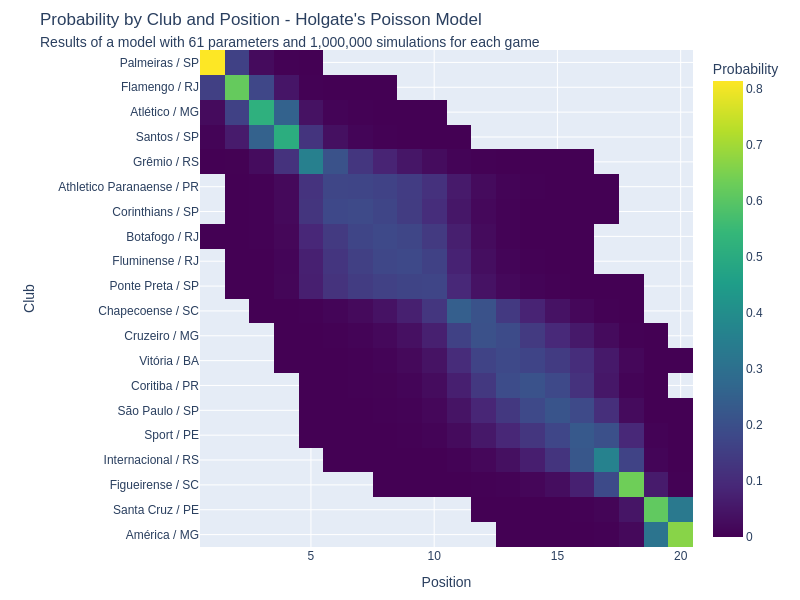 Probability by Club and Position - Holgate's Poisson Model
Results of a model with 61 parameters and 1,000,000 simulations for each game
Probability
Club
Palmeiras / SP
Flamengo / RJ
Atlético / MG
Santos / SP
Grêmio / RS
Athletico Paranaense / PR
Corinthians / SP
Botafogo / RJ
Fluminense / RJ
Ponte Preta / SP
Chapecoense / SC
Cruzeiro / MG
Vitória / BA
Coritiba / PR
São Paulo / SP
Sport / PE
Internacional / RS
Figueirense / SC
Santa Cruz / PE
América / MG
0.8
0.7
0.6
0.5
0.4
0.3
0.2
0.1
0
5
10
15
20
Position